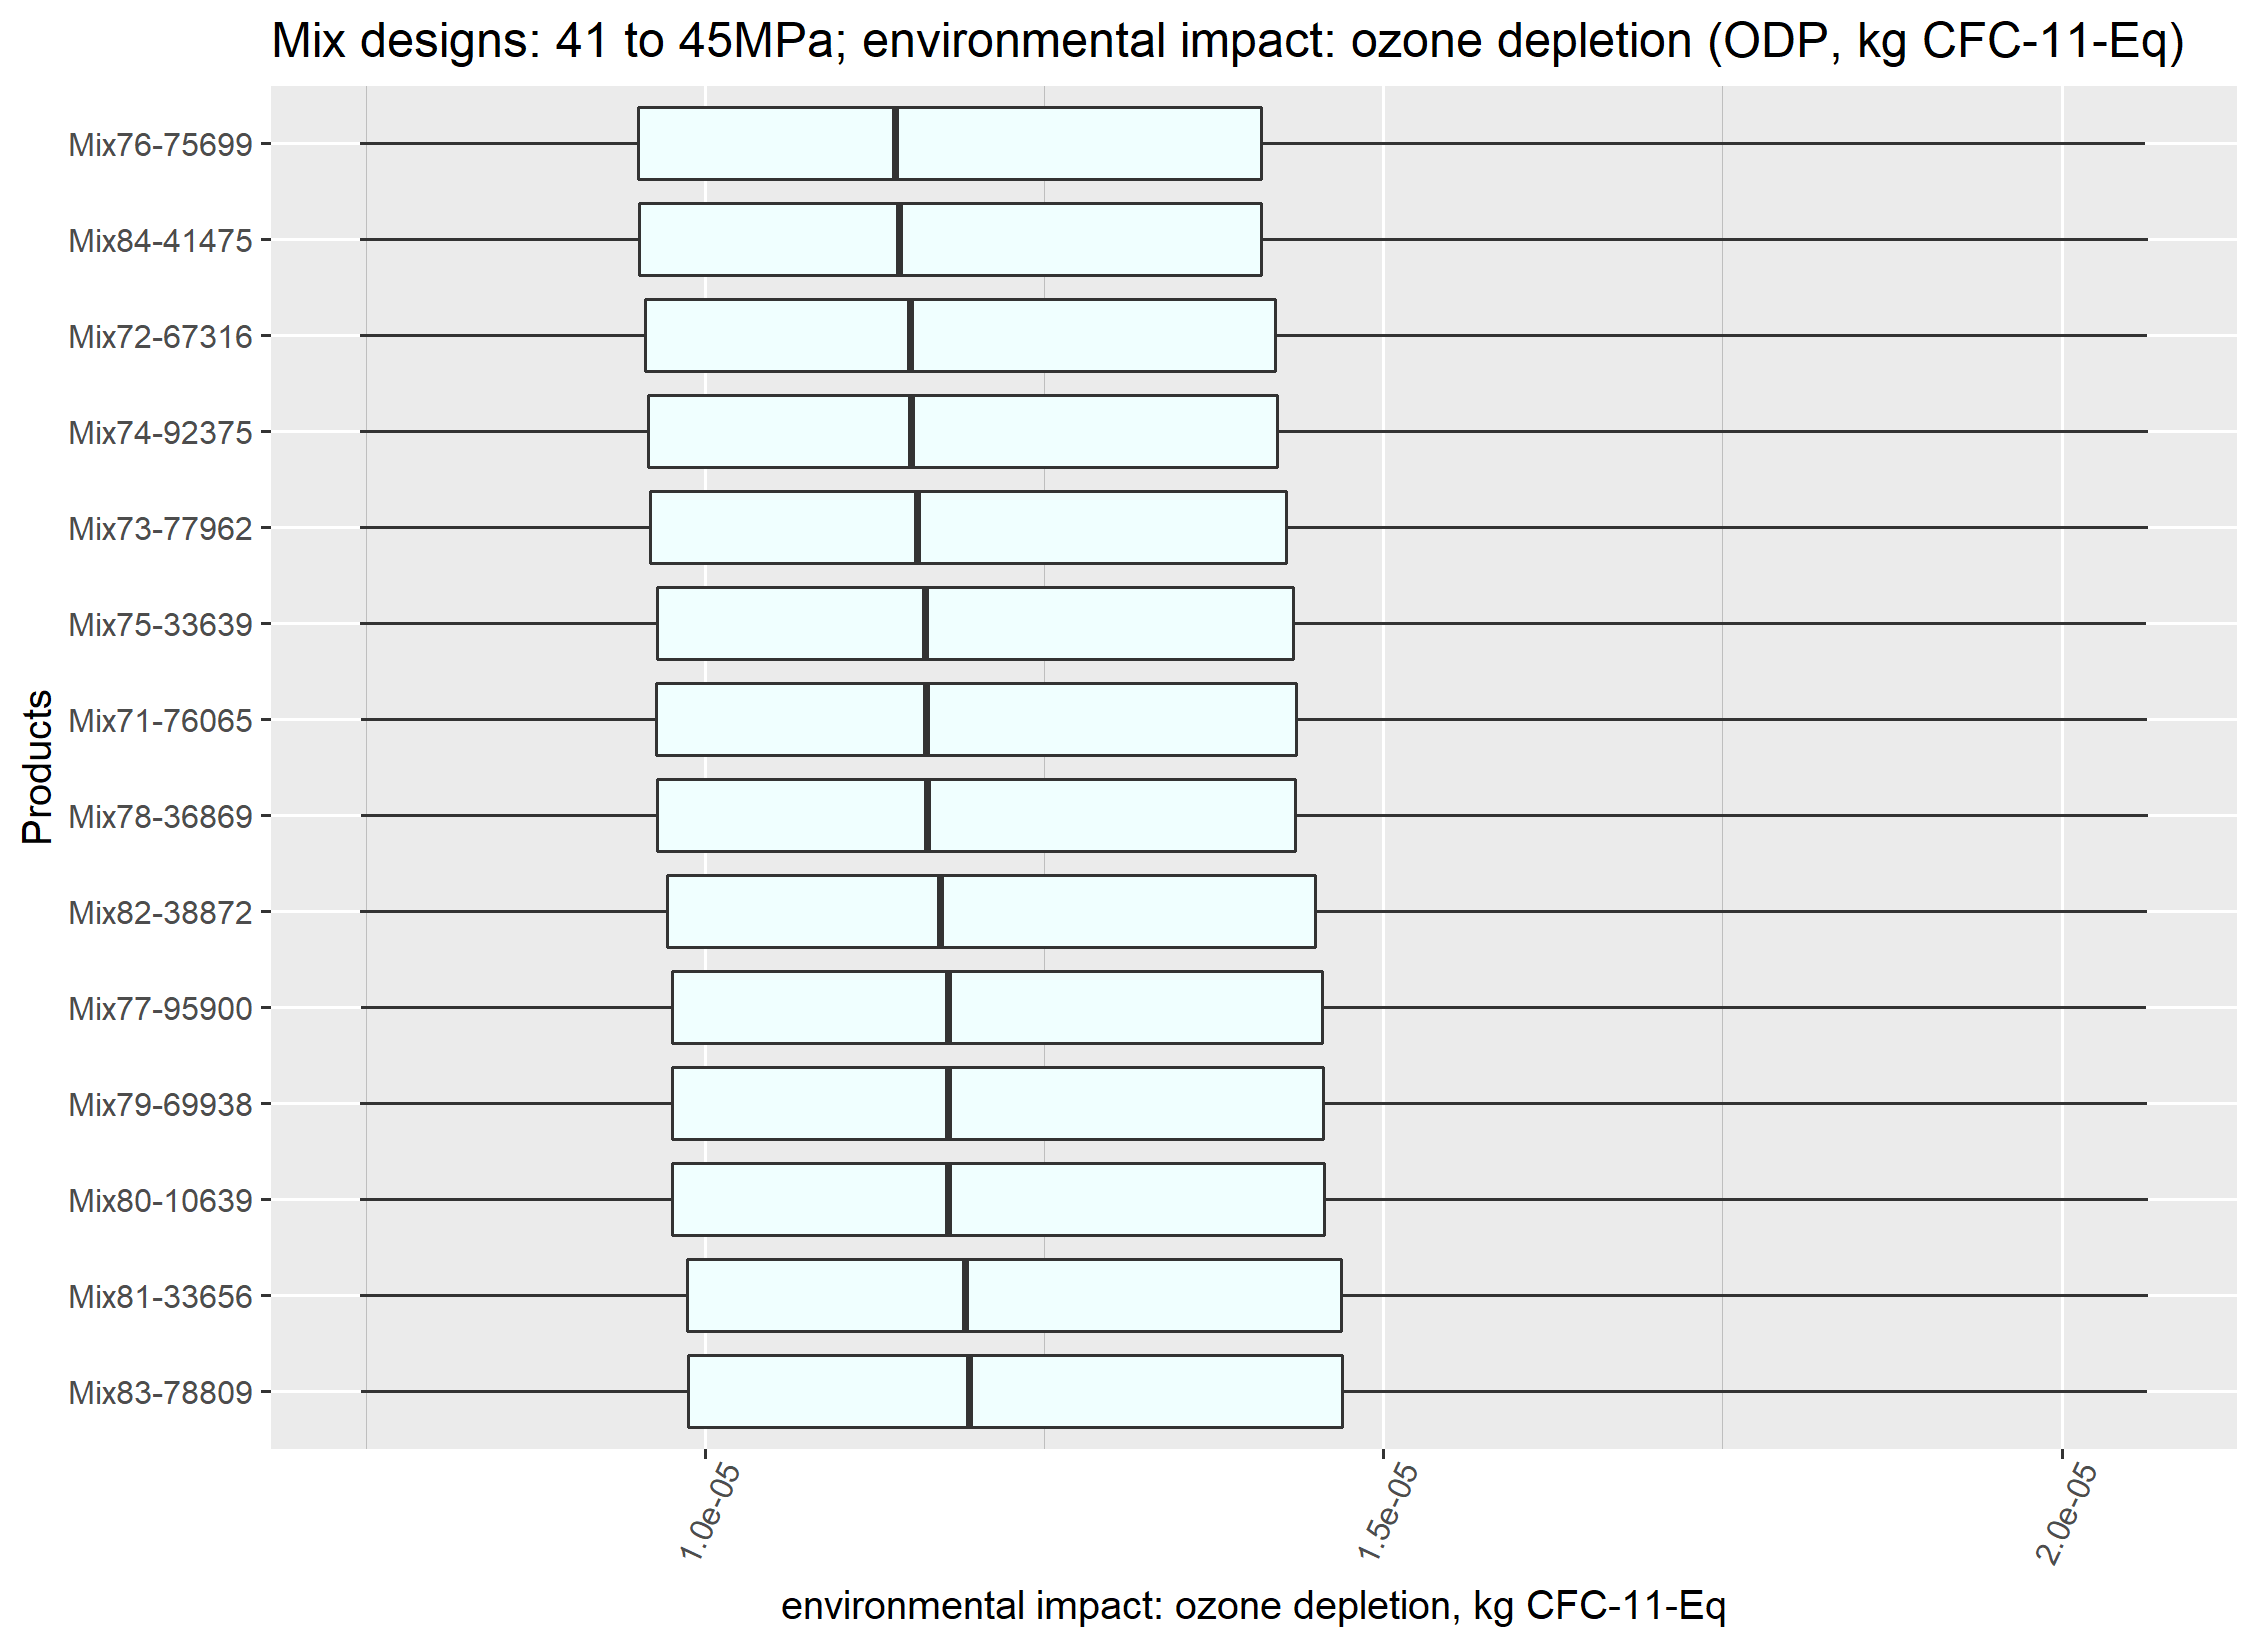 Mix designs: 41 to 45MPa; environmental impact: ozone depletion (ODP, kg CFC-11-Eq)
Products
Mix76-75699
Mix84-41475
Mix72-67316
Mix74-92375
Mix73-77962
Mix75-33639
Mix71-76065
Mix78-36869
Mix82-38872
Mix77-95900
Mix79-69938
Mix80-10639
Mix81-33656
Mix83-78809
1.0e-05
1.5e-05
2.0e-05
environmental impact: ozone depletion, kg CFC-11-Eq